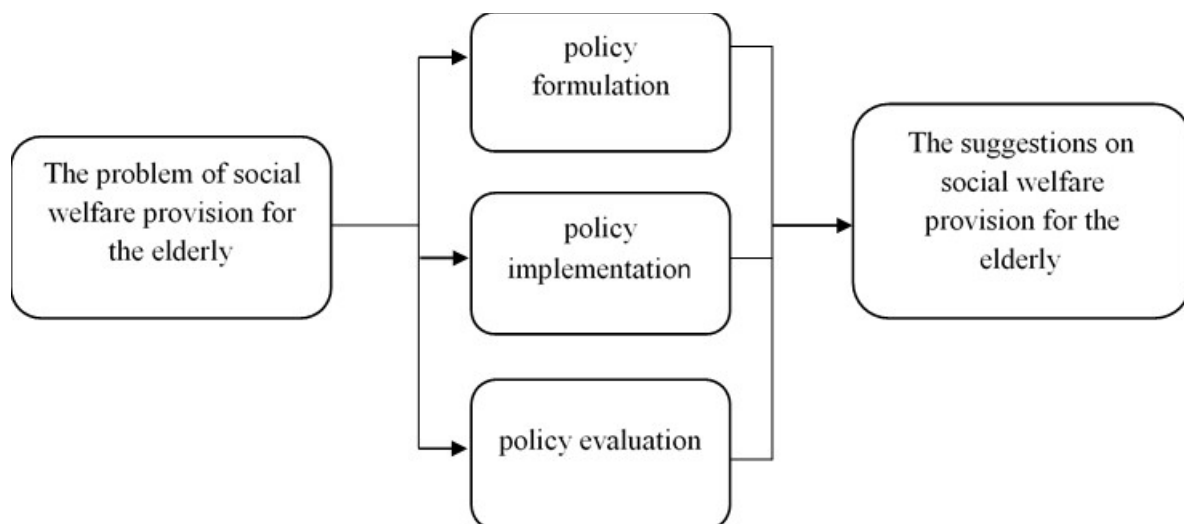 The problem of social
welfare provision for
the elderly
policy
formulation
policy
implementation
policy evaluation
The suggestions on
social welfare
provision for the
elderly